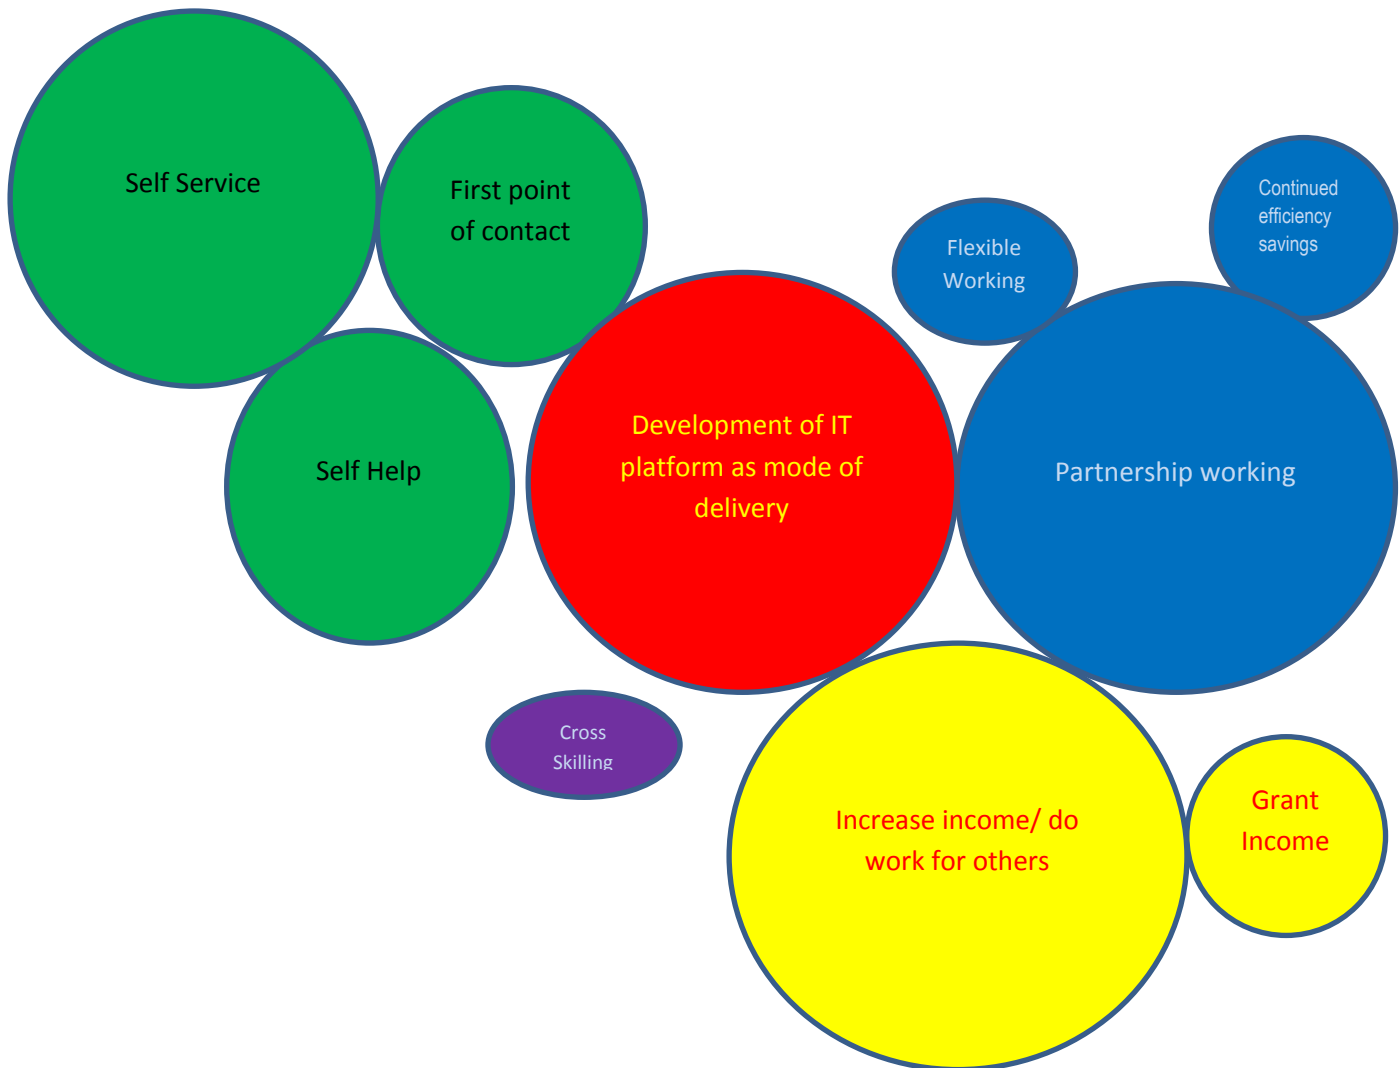 Self Service
First point
of contact
Continued
efficiency
savings
Flexible
Working
Development of IT
platform as mode of
delivery
Self Help
Partnership working
Cross
Skilling
Increase income/ do
work for others
Grant
Income